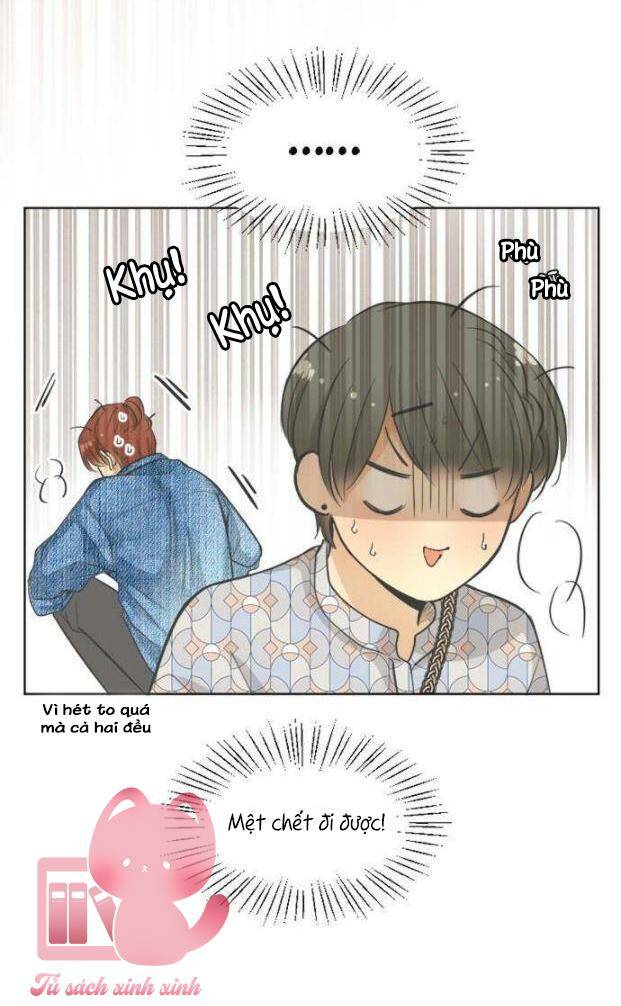 ......
Khụ!
Khụ!
Phù
Phù
Vì hét to quá
mà cả hai đều
Mệt chết đi được!
Tủ sách xinh xinh